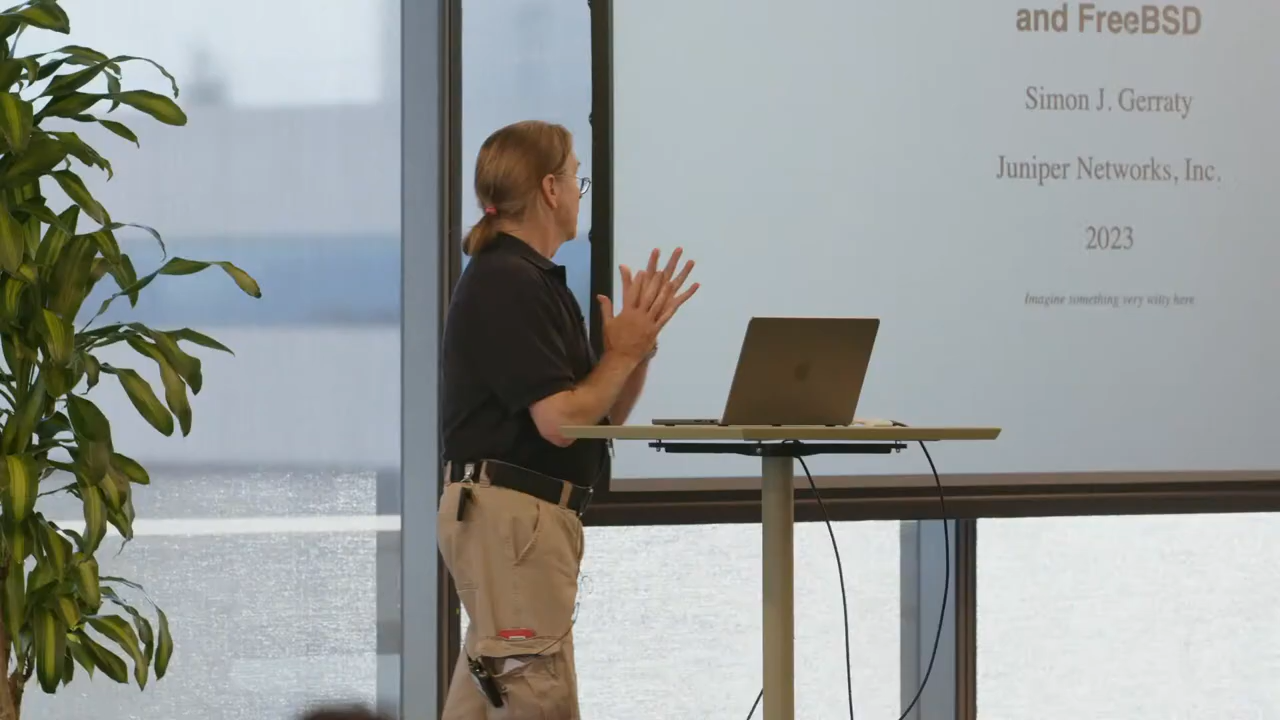 and FreeBSD
Simon J. Gerraty
Juniper Networks, Inc.
2023
Imagine something very witty here